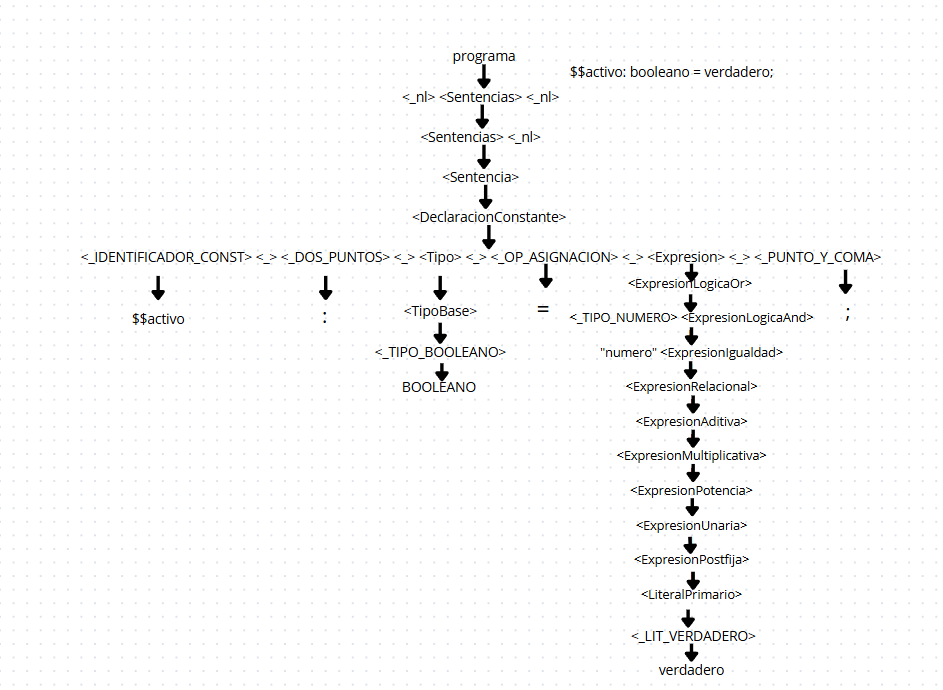 programa
$$activo: booleano = verdadero;
<_nl> <Sentencias> <_nl>
<Sentencias> <_nl>
<Sentencia>
<DeclaracionConstante>
<_IDENTIFICADOR_CONST> <_> <_DOS_PUNTOS> <_> <Tipo> <_> <_OP_ASIGNACION> <_> <Expresion> <_> <_PUNTO_Y_COMA>
<ExpresionLogicaOr>
$$activo
:
<TipoBase>
=
<_TIPO_NUMERO> <ExpresionLogicaAnd>
;
<_TIPO_BOOLEANO>
"numero" <ExpresionIgualdad>
BOOLEANO
<ExpresionRelacional>
<ExpresionAditiva>
<ExpresionMultiplicativa>
<ExpresionPotencia>
<ExpresionUnaria>
<ExpresionPostfija>
<LiteralPrimario>
<_LIT_VERDADERO>
verdadero